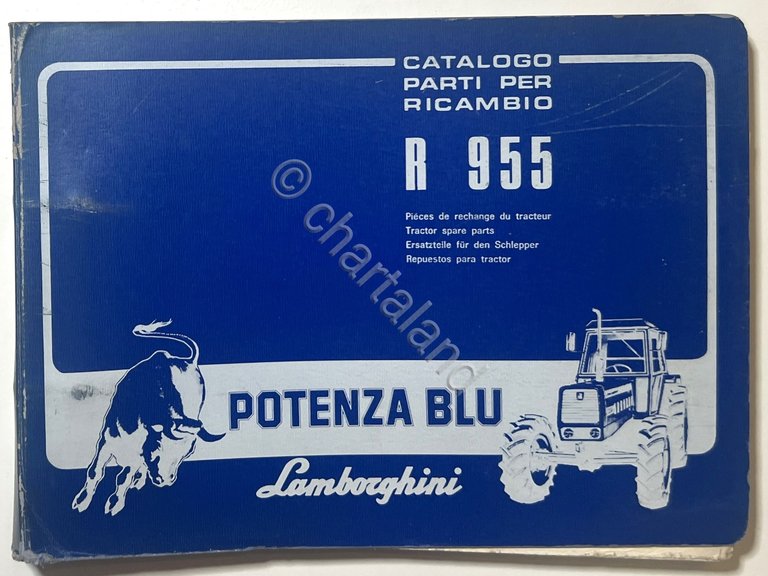 CATALOGO
PARTI PER
RICAMBIO
R 955
Piéces de rechange du tracteur
Tractor spare parts
Ersatzteile für den Schlepper
Repuestos para tractor
© chartaland
POTENZA BLU
Lamborghini